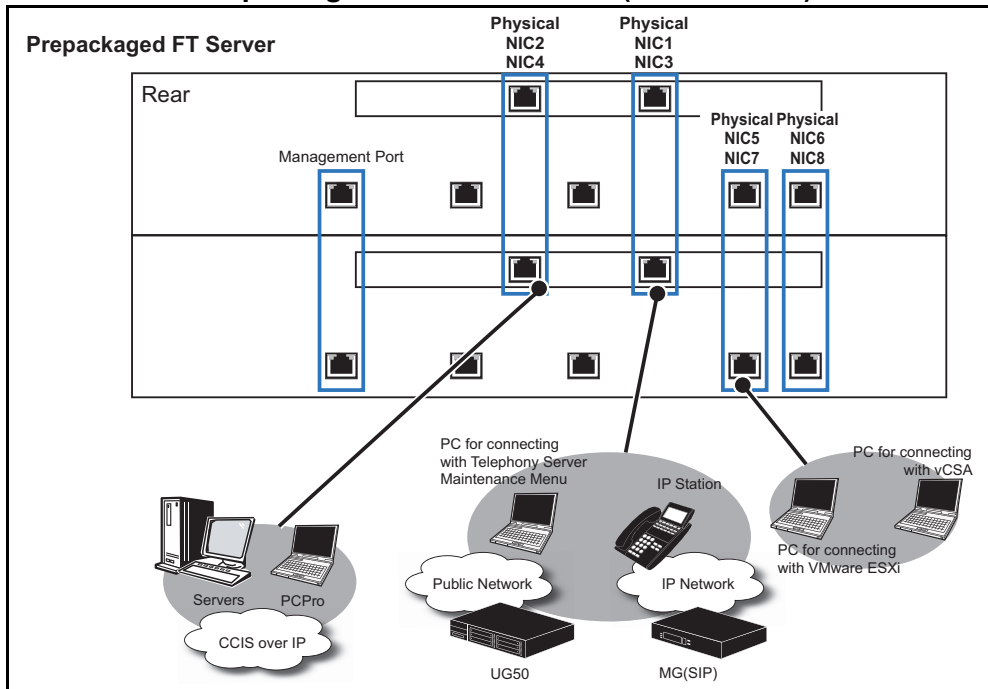 Prepackaged FT Server
Physical
NIC2
NIC4
Physical
NIC1
NIC3
Rear
Physical
NIC5
NIC7
Physical
NIC6
NIC8
Management Port
PC for connecting
with Telephony Server
Maintenance Menu
IP Station
PC for connecting
with vCSA
PC for connecting
with VMware ESXi
Servers
PCPro
CCIS over IP
Public Network
IP Network
UG50
MG(SIP)